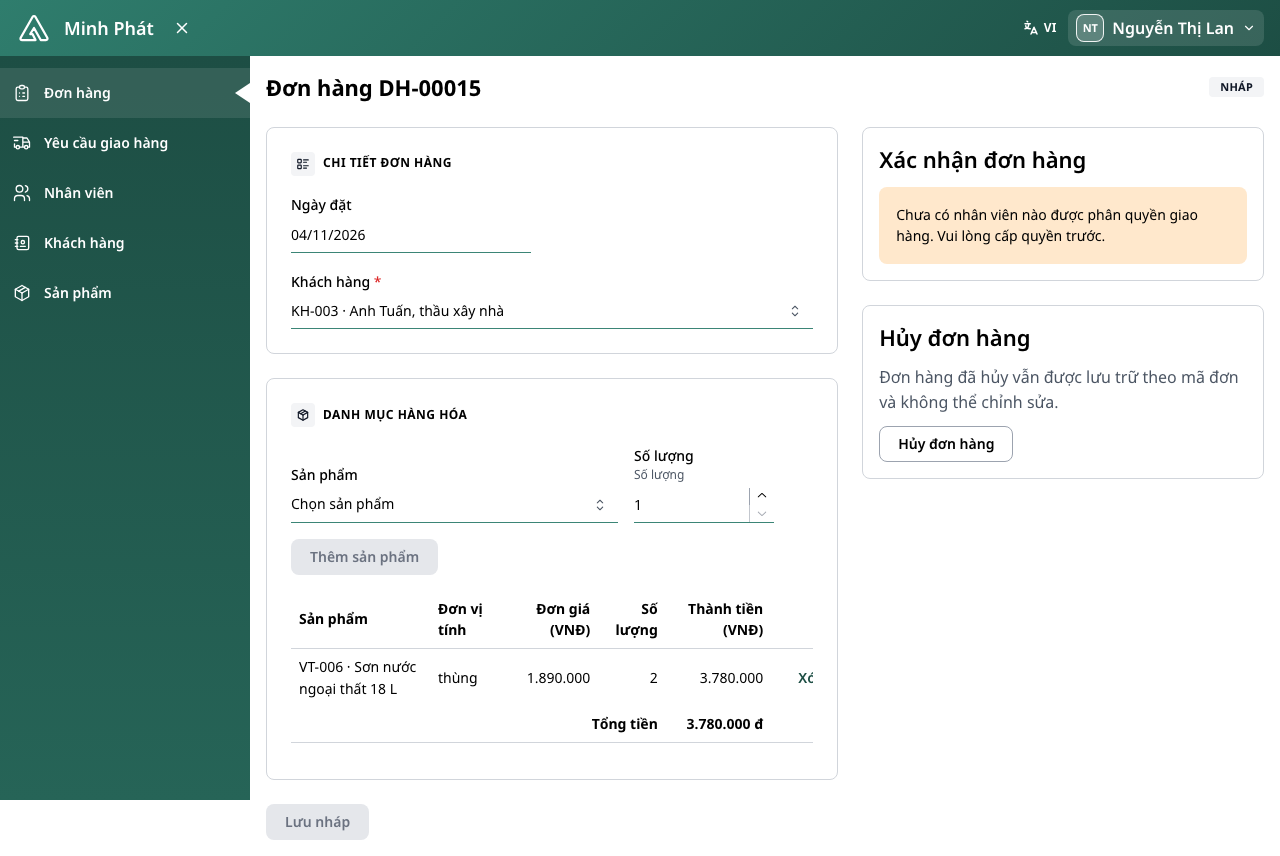 Minh Phát
VI
NT
Nguyễn Thị Lan
Đơn hàng
Yêu cầu giao hàng
Nhân viên
Khách hàng
Sản phẩm
Đơn hàng DH-00015
NHÁP
CHI TIẾT ĐƠN HÀNG
Ngày đặt
04/11/2026
Khách hàng *
KH-003 · Anh Tuấn, thầu xây nhà
DANH MỤC HÀNG HÓA
Sản phẩm
Chọn sản phẩm
Số lượng
Số lượng
1
Thêm sản phẩm
Sản phẩm
Đơn vị
tính
Đơn giá
(VNĐ)
Số
lượng
Thành tiền
(VNĐ)
VT-006 · Sơn nước
ngoại thất 18 L
thùng
1.890.000
2
3.780.000
Tổng tiền
3.780.000 đ
Lưu nháp
Xác nhận đơn hàng
Chưa có nhân viên nào được phân quyền giao
hàng. Vui lòng cấp quyền trước.
Hủy đơn hàng
Đơn hàng đã hủy vẫn được lưu trữ theo mã đơn
và không thể chỉnh sửa.
Hủy đơn hàng